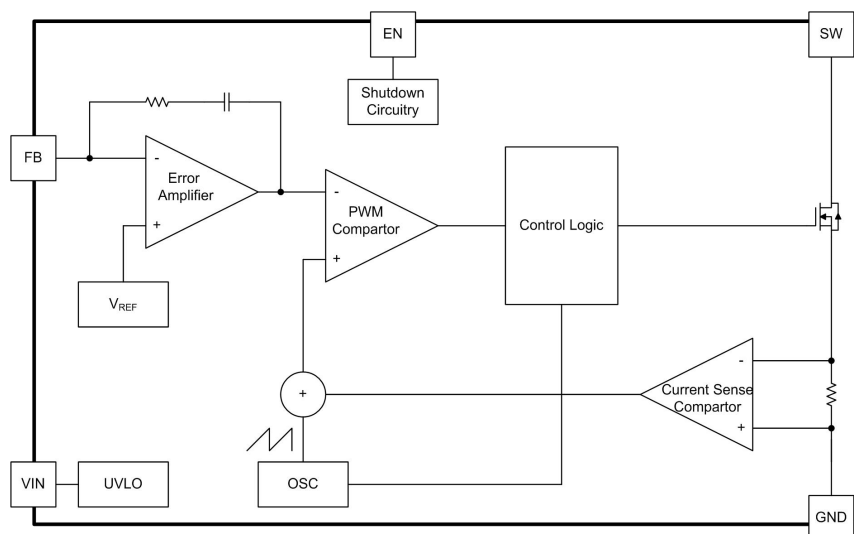 EN
SW
Shutdown
Circuitry
FB
-
Error
Amplifier
+
-
PWM
Compartor
+
Control Logic
VREF
-
Current Sense
Compartor
+
+
VIN
UVLO
OSC
GND